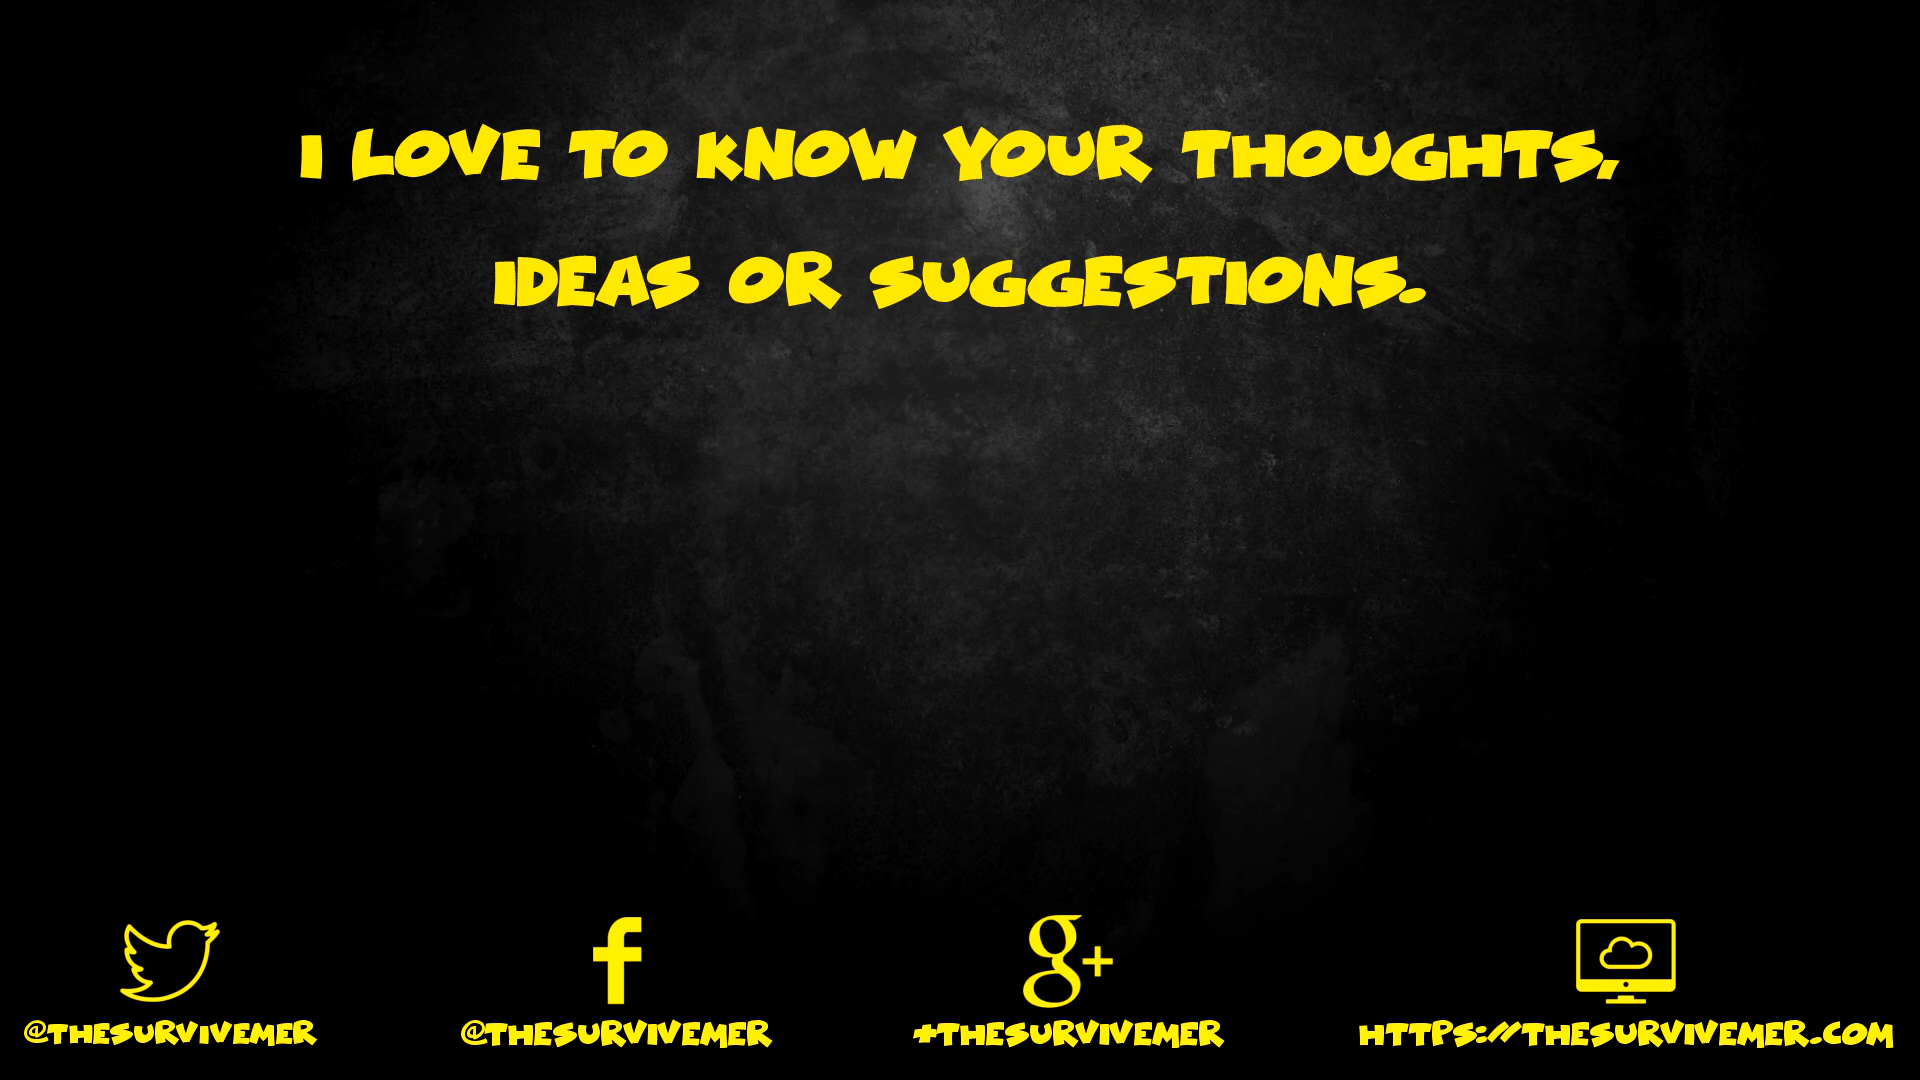 I LOVE TO KNOW YOUR THOUGHTS,
IDEAS OR SUGGESTIONS.
@THESURVIVEMER
@THESURVIVEMER
+THESURVIVEMER
HTTPS://THESURVIVEMER.COM